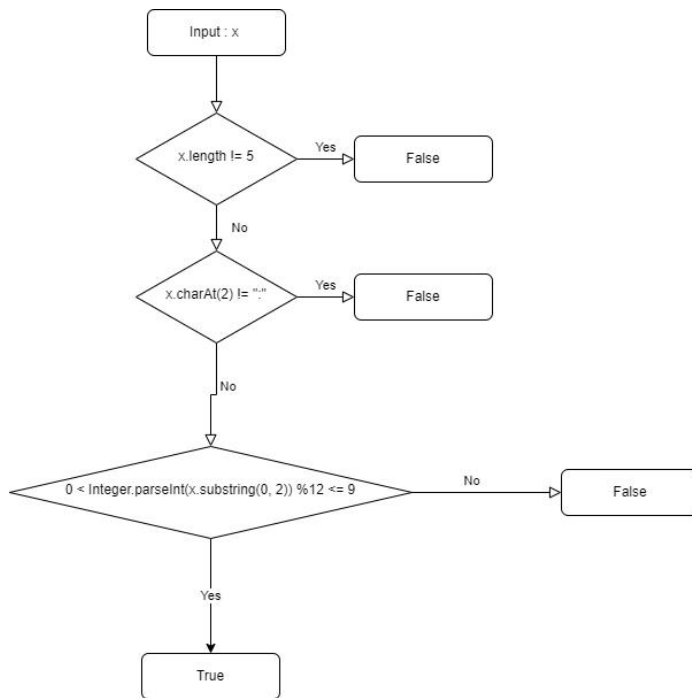 Input : x
x.length != 5
Yes
False
No
x.charAt(2) != ":"
Yes
False
No
0 < Integer.parseInt(x.substring(0, 2)) %12 <= 9
No
False
Yes
True